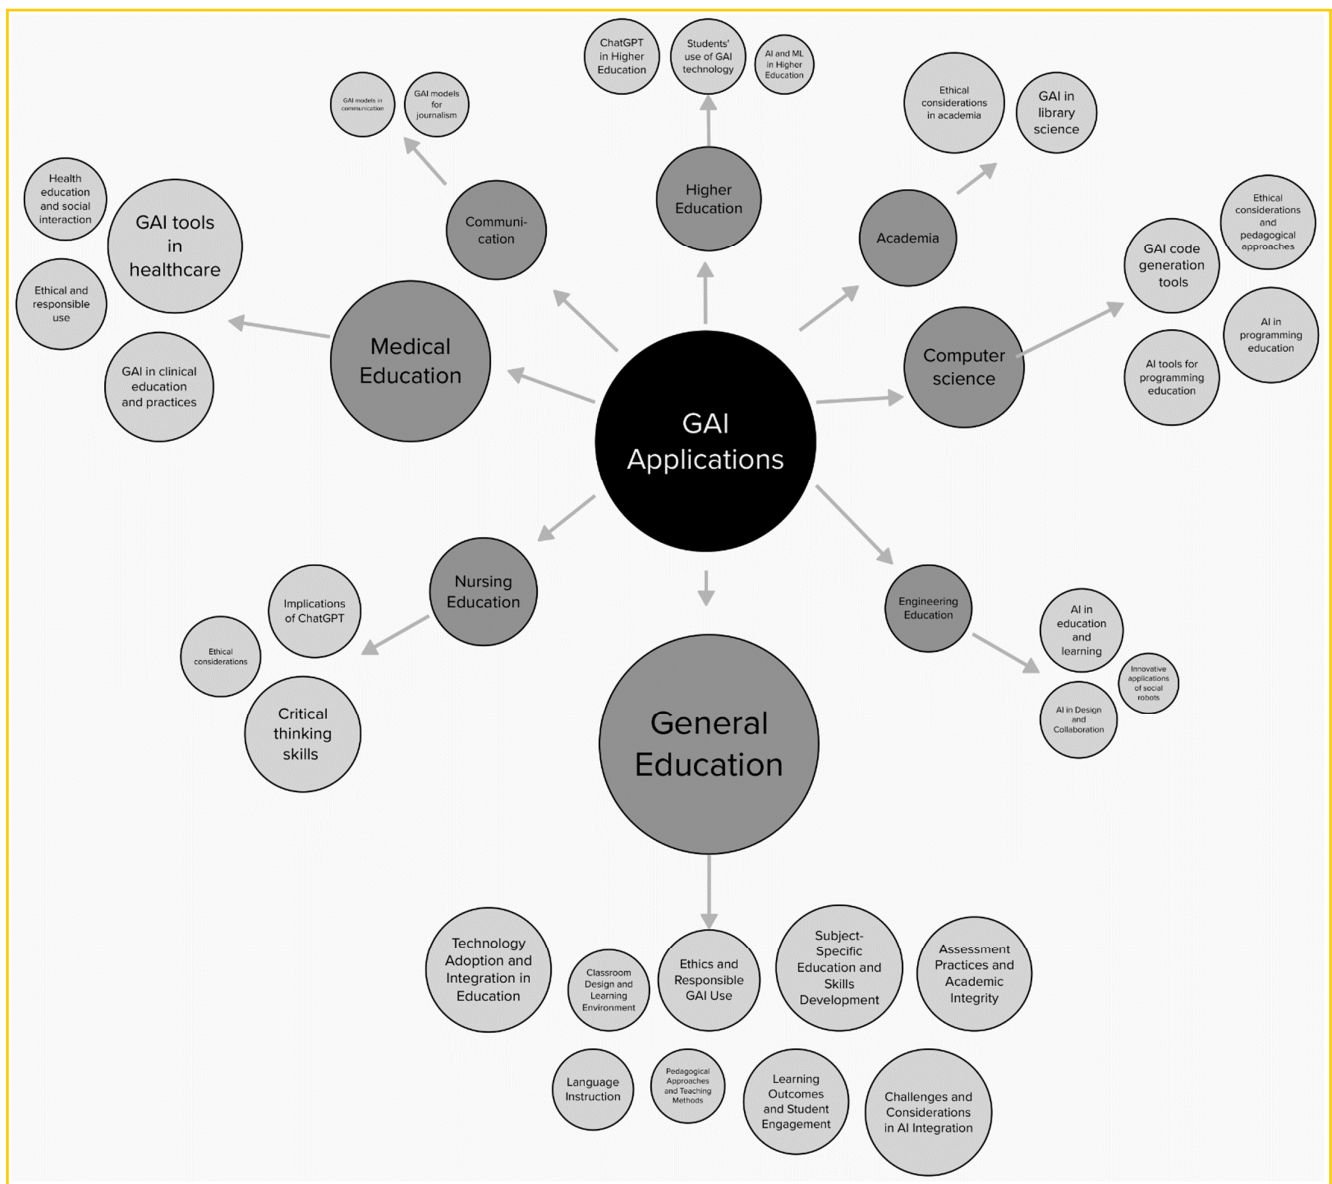 ChatGPT
in Higher
Education
Students'
use of GAI
technology
AI and ML
in Higher
Education
GAI models in
communication
GAI models
for
journalism
Ethical
considerations
in academia
GAI in
library
science
Health
education
and social
interaction
GAI tools
in
healthcare
Ethical and
responsible
use
GAI in clinical
education
and practices
Communi-
cation
Higher
Education
Academia
Ethical
considerations
and
pedagogical
approaches
GAI code
generation
tools
AI in
programming
education
AI tools for
programming
education
Medical
Education
Computer
science
GAI
Applications
Nursing
Education
Implications
of ChatGPT
Ethical
considerations
Critical
thinking
skills
Engineering
Education
AI in
education
and
learning
Innovative
applications
of social
robots
AI in Design
and
Collaboration
General
Education
Technology
Adoption and
Integration in
Education
Classroom
Design and
Learning
Environment
Ethics and
Responsible
GAI Use
Subject-
Specific
Education and
Skills
Development
Assessment
Practices and
Academic
Integrity
Language
Instruction
Pedagogical
Approaches
and Teaching
Methods
Learning
Outcomes
and Student
Engagement
Challenges and
Considerations
in AI Integration